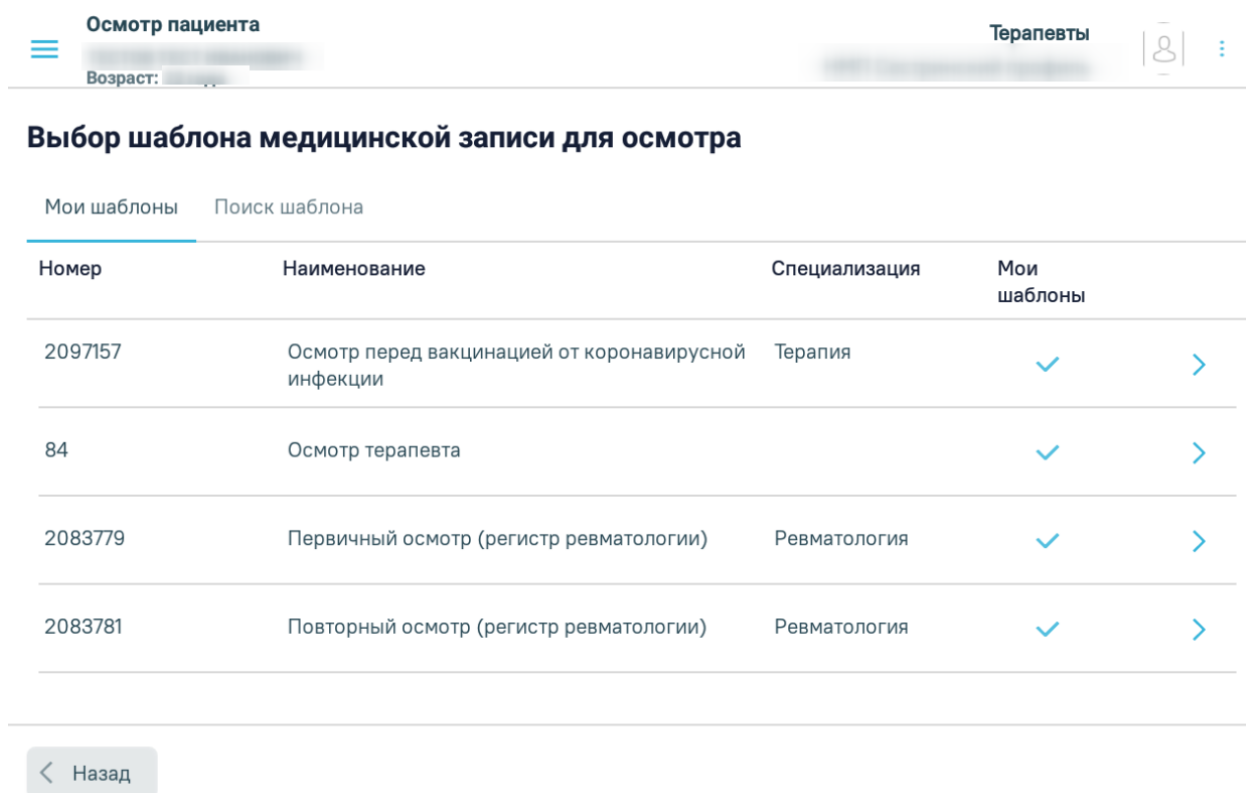 Осмотр пациента
Терапевты
Возраст:
Выбор шаблона медицинской записи для осмотра
Мои шаблоны Поиск шаблона
Номер Наименование Специализация Мои
шаблоны
2097157 Осмотр перед вакцинацией от коронавирусной Терапия
инфекции
84 Осмотр терапевта
2083779 Первичный осмотр (регистр ревматологии) Ревматология
2083781 Повторный осмотр (регистр ревматологии) Ревматология
Назад